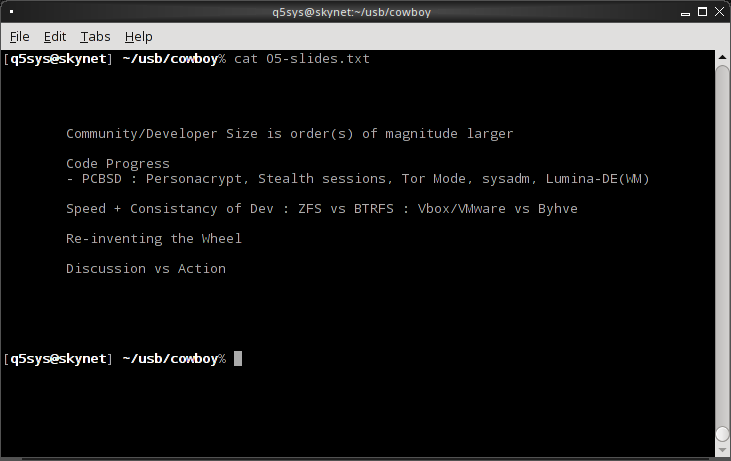 q5sys@skynet:~/usb/cowboy
File Edit Tabs Help
[q5sys@skynet] ~/usb/cowboy% cat 05-slides.txt
Community/Developer Size is order(s) of magnitude larger
Code Progress
- PCBSD : Personacrypt, Stealth sessions, Tor Mode, sysadm, Lumina-DE(WM)
Speed + Consistancy of Dev : ZFS vs BTRFS : Vbox/VMware vs Byhve
Re-inventing the Wheel
Discussion vs Action
[q5sys@skynet] ~/usb/cowboy%